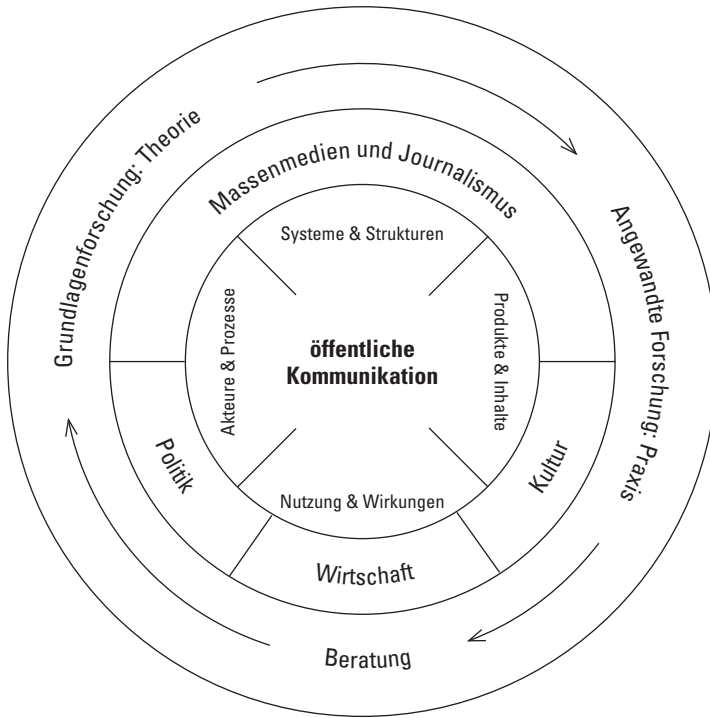 Grundlagenforschung: Theorie
Angewandte Forschung: Praxis
Beratung
Massenmedien und Journalismus
Politik
Wirtschaft
Kultur
Systeme & Strukturen
Akteure & Prozesse
Produkte & Inhalte
Nutzung & Wirkungen
öffentliche
Kommunikation